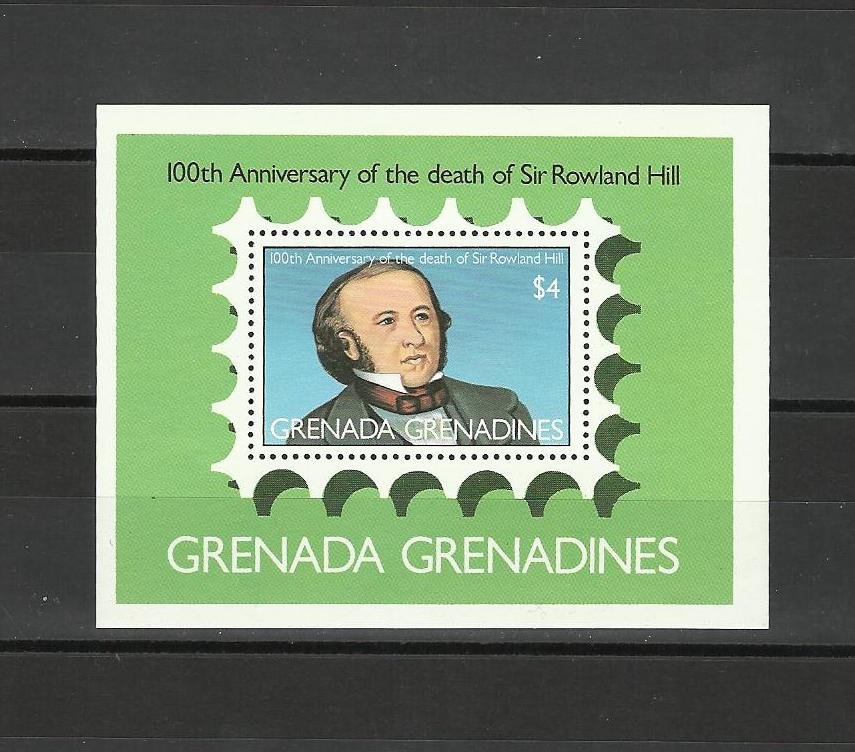 100th Anniversary of the death of Sir Rowland Hill
100th Anniversary of the death of Sir Rowland Hill
$4
GRENADA GRENADINES
GRENADA GRENADINES